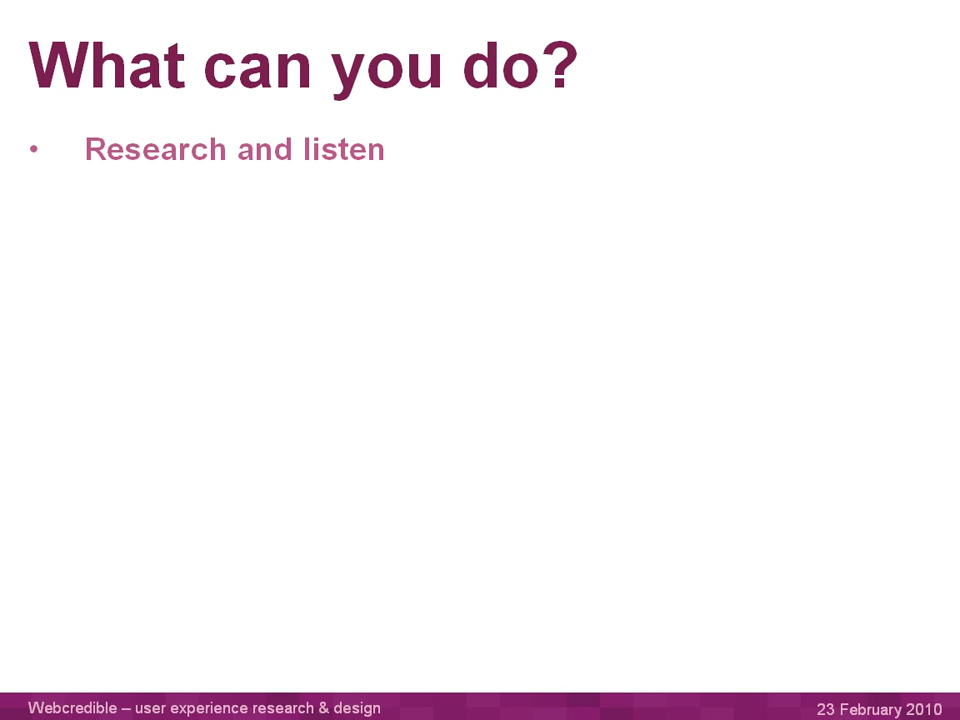 What can you do?
• Research and listen
Webcredible – user experience research & design
23 February 2010